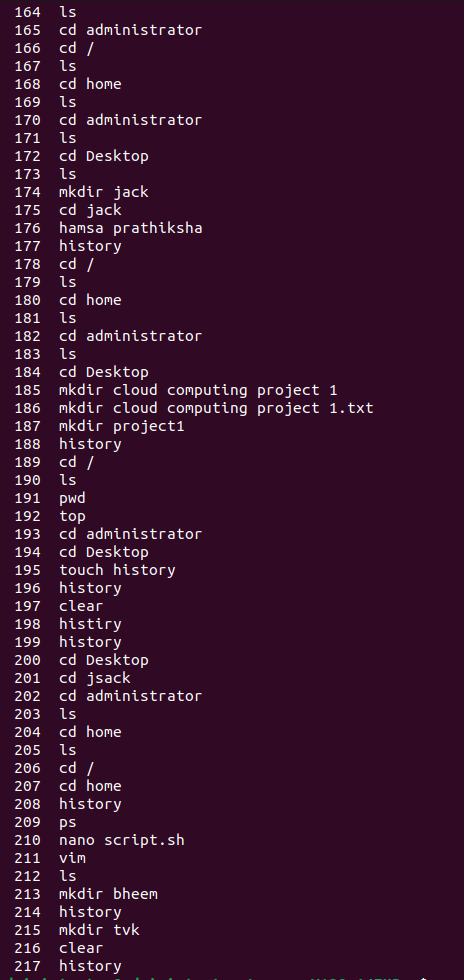 164 ls
165 cd administrator
166 cd /
167 ls
168 cd home
169 ls
170 cd administrator
171 ls
172 cd Desktop
173 ls
174 mkdir jack
175 cd jack
176 hamsa prathiksha
177 history
178 cd /
179 ls
180 cd home
181 ls
182 cd administrator
183 ls
184 cd Desktop
185 mkdir cloud computing project 1
186 mkdir cloud computing project 1.txt
187 mkdir project1
188 history
189 cd /
190 ls
191 pwd
192 top
193 cd administrator
194 cd Desktop
195 touch history
196 history
197 clear
198 histiry
199 history
200 cd Desktop
201 cd jsack
202 cd administrator
203 ls
204 cd home
205 ls
206 cd /
207 cd home
208 history
209 ps
210 nano script.sh
211 vim
212 ls
213 mkdir bheem
214 history
215 mkdir tvk
216 clear
217 history